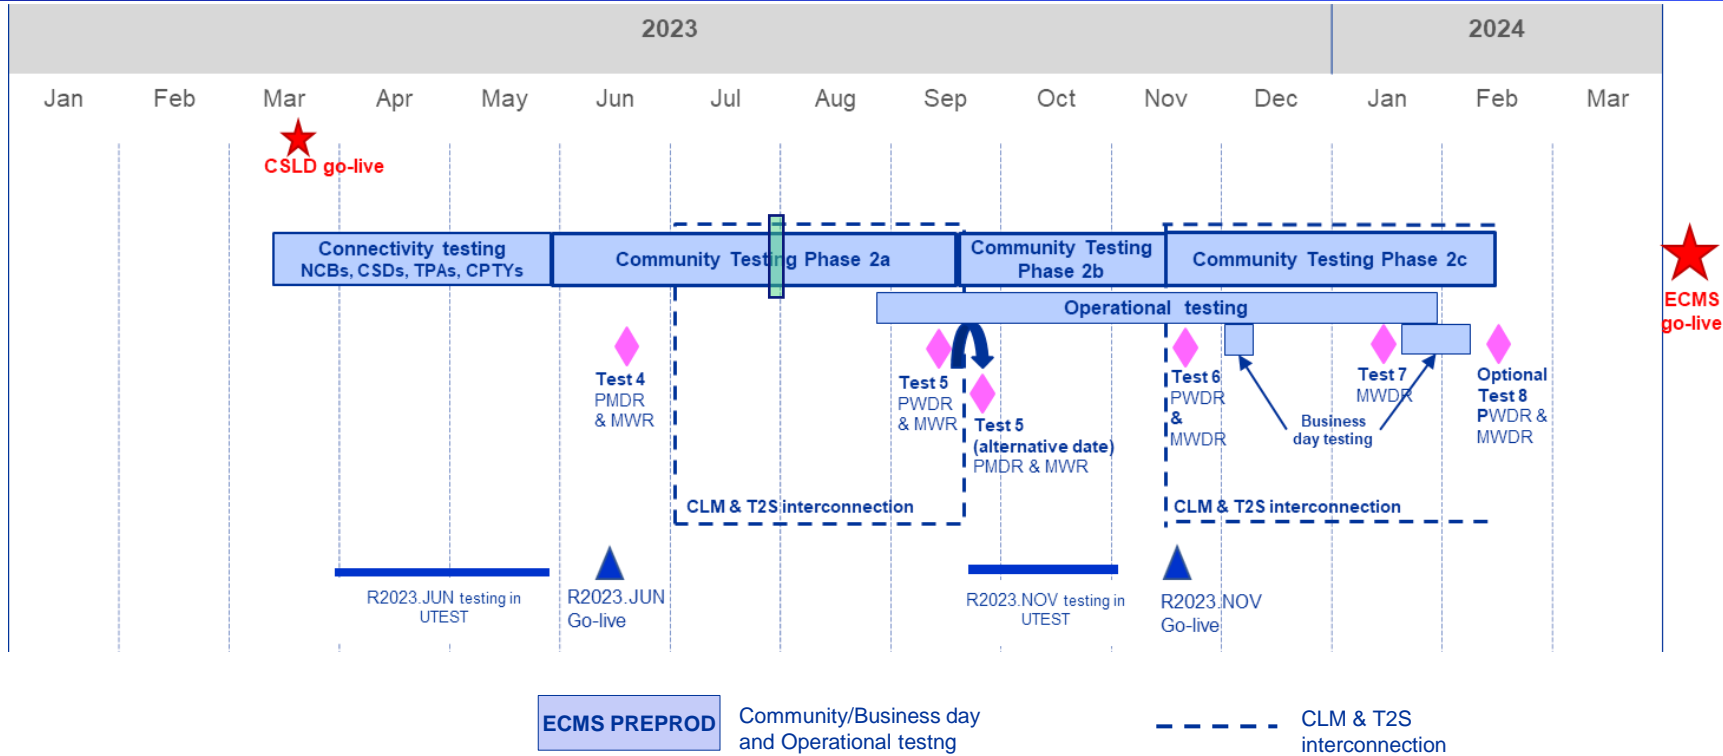 2023
2024
Jan
Feb
Mar
Apr
May
Jun
Jul
Aug
Sep
Oct
Nov
Dec
Jan
Feb
Mar
CSLD go-live
Connectivity testing
NCBs, CSDs, TPAs, CPTYs
Community Testing Phase 2a
Community Testing
Phase 2b
Community Testing Phase 2c
Operational testing
ECMS
go-live
Test 4
PMDR
& MWR
Test 5
PWDR
& MWR
Test 5
(alternative date)
PMDR & MWR
Test 6
PWDR
&
MWDR
Business
day testing
Test 7
MWDR
Optional
Test 8
PWDR &
MWDR
CLM & T2S interconnection
CLM & T2S interconnection
R2023.JUN testing in
UTEST
R2023.JUN
Go-live
R2023.NOV testing in
UTEST
R2023.NOV
Go-live
ECMS PREPROD
Community/Business day
and Operational testng
CLM & T2S
interconnection